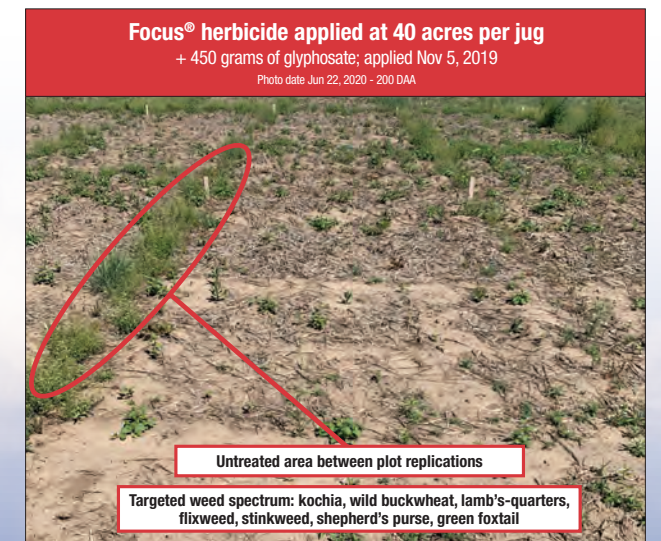 Focus® herbicide applied at 40 acres per jug
+ 450 grams of glyphosate; applied Nov 5, 2019
Photo date Jun 22, 2020 - 200 DAA
Untreated area between plot replications
Targeted weed spectrum: kochia, wild buckwheat, lamb's-quarters,
flixweed, stinkweed, shepherd's purse, green foxtail